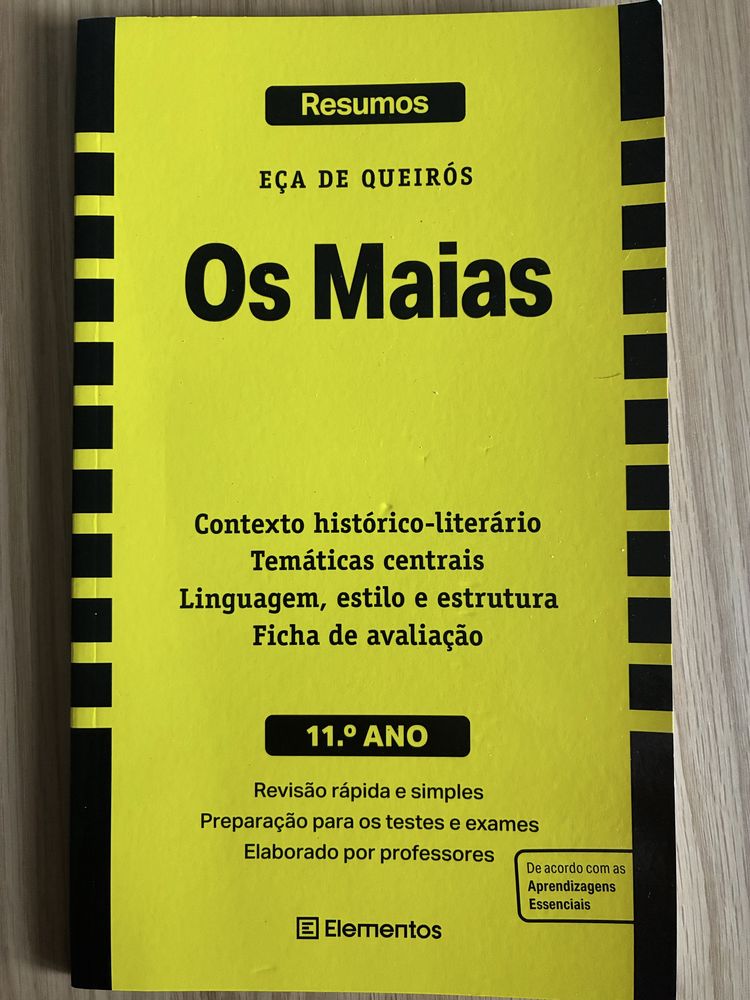 Resumos
EÇA DE QUEIRÓS
Os Maias
Contexto histórico-literário
Temáticas centrais
Linguagem, estilo e estrutura
Ficha de avaliação
11.º ANO
Revisão rápida e simples
Preparação para os testes e exames
Elaborado por professores
De acordo com as
Aprendizagens
Essenciais
Elementos